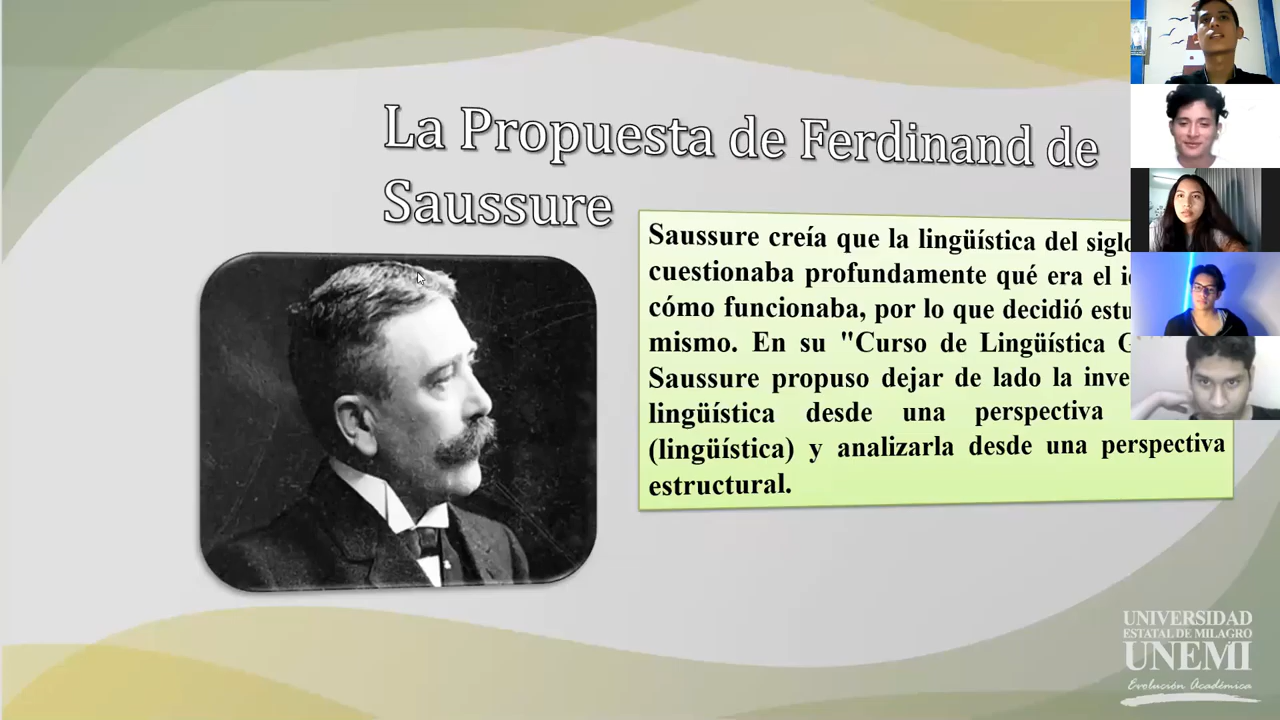 La Propuesta de Ferdinand de
Saussure
Saussure creía que la lingüística del siglo
cuestionaba profundamente qué era el
cómo funcionaba, por lo que decidió
mismo. En su "Curso de Lingüística
Saussure propuso dejar de lado la
lingüística desde una perspectiva
(lingüística) y analizarla desde una perspectiva
estructural.
UNIVERSIDAD
ESTATAL DE MILAGRO
UNEMI
Evolución Académica